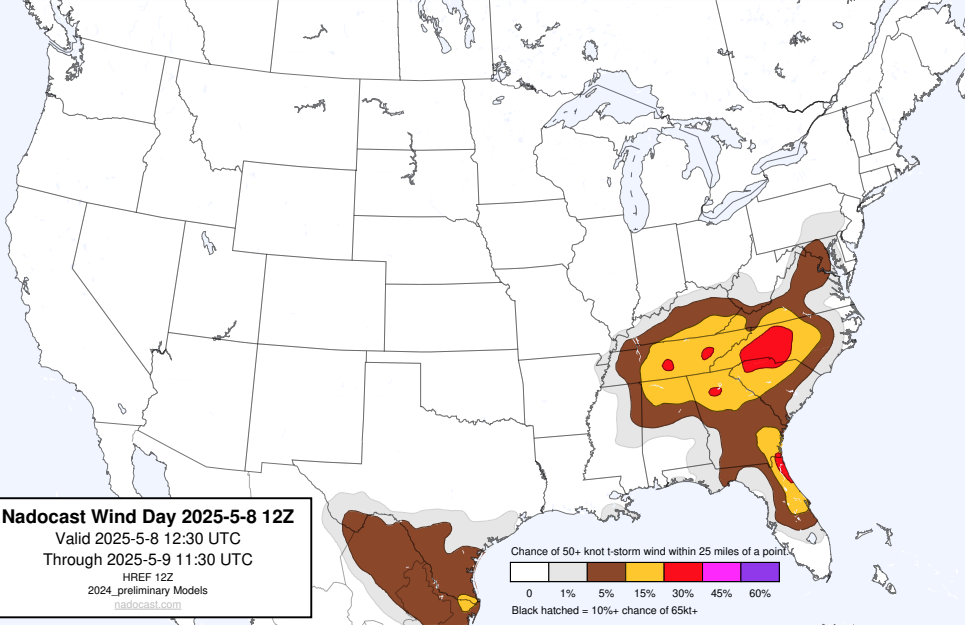 Nadocast Wind Day 2025-5-8 12Z
Valid 2025-5-8 12:30 UTC
Through 2025-5-9 11:30 UTC
HREF 12Z
2024_preliminary Models
nadocast.com
Chance of 50+ knot t-storm wind within 25 miles of a point.
0 1% 5% 15% 30% 45% 60%
Black hatched = 10%+ chance of 65kt+